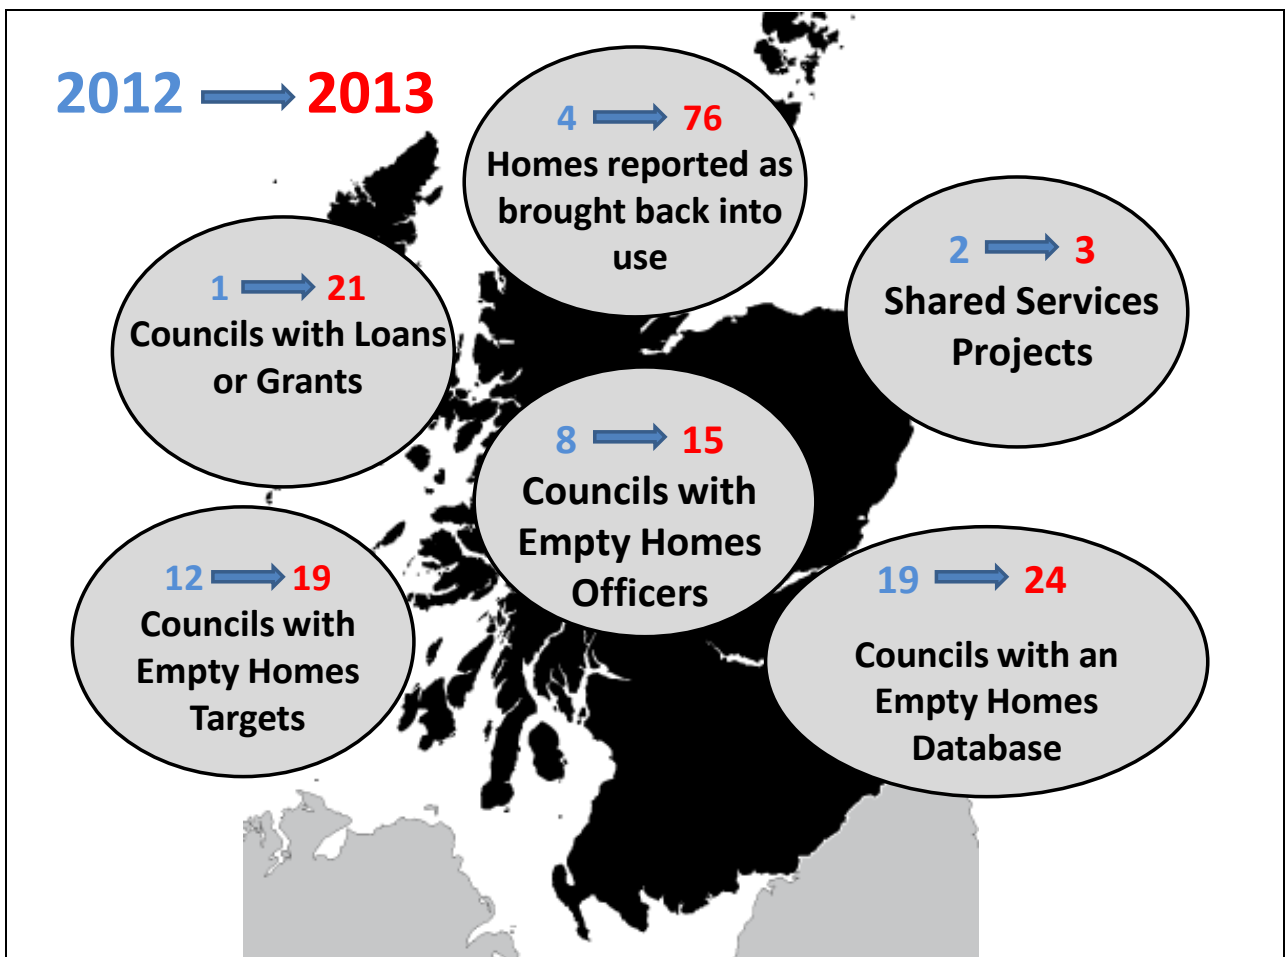 2012 2013
4 76
Homes reported as
brought back into
use
2 3
Shared Services
Projects
1 21
Councils with Loans
or Grants
8 15
Councils with
Empty Homes
Officers
12 19
Councils with
Empty Homes
Targets
19 24
Councils with an
Empty Homes
Database